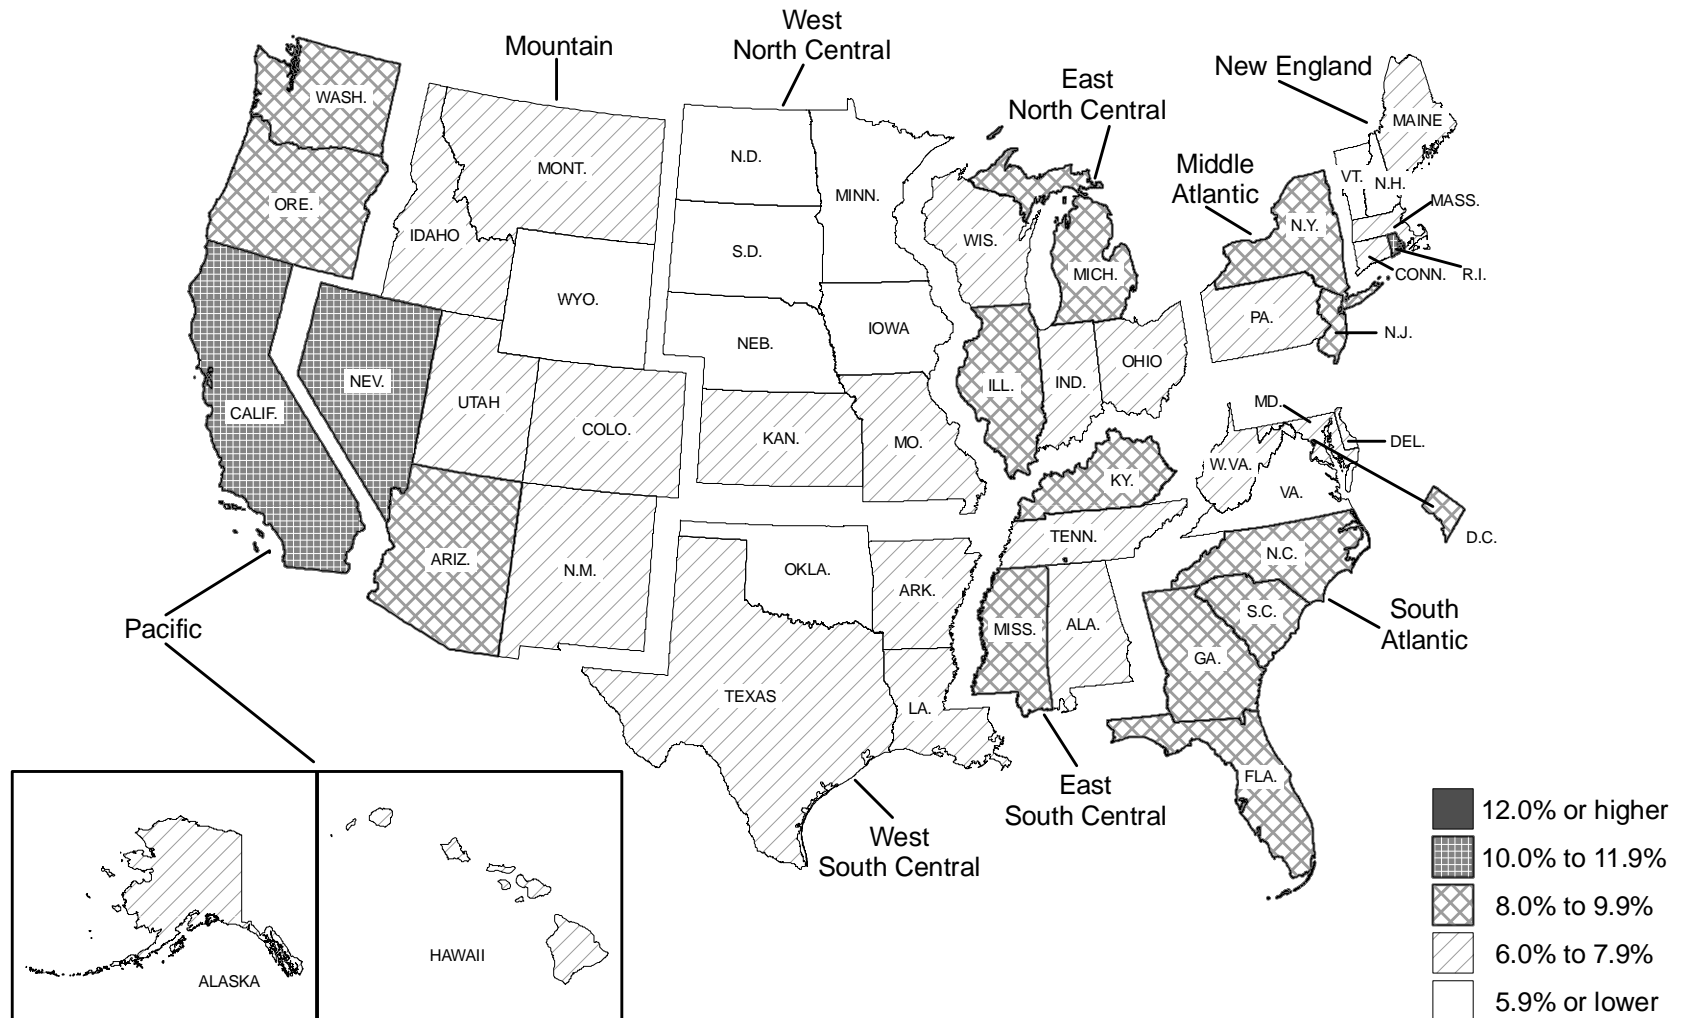 West
North Central
Mountain
East
North Central
New England
WASH.
MAINE
MONT.
N.D.
MINN.
Middle
Atlantic
VT.
N.H.
MASS.
ORE.
IDAHO
S.D.
WIS.
N.Y.
MICH.
CONN.
R.I.
WYO.
IOWA
PA.
N.J.
NEB.
OHIO
NEV.
ILL.
IND.
CALIF.
UTAH
COLO.
KAN.
MO.
MD.
DEL.
W.VA.
KY.
VA.
D.C.
TENN.
N.C.
ARIZ.
N.M.
OKLA.
ARK.
S.C.
South
Atlantic
Pacific
MISS.
ALA.
GA.
TEXAS
LA.
FLA.
East
South Central
West
South Central
12.0% or higher
10.0% to 11.9%
8.0% to 9.9%
6.0% to 7.9%
5.9% or lower
HAWAII
ALASKA